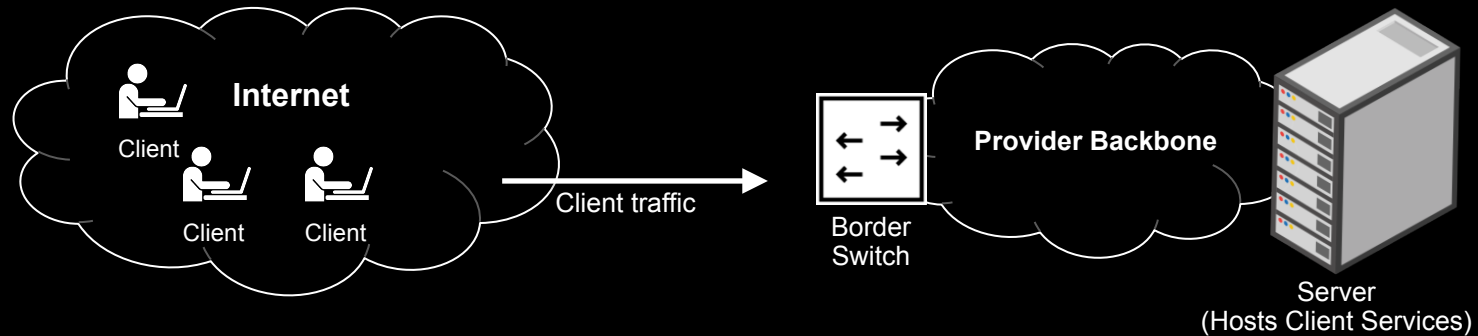 Internet
Client
Client
Client
Client traffic
Border
Switch
Provider Backbone
Server
(Hosts Client Services)